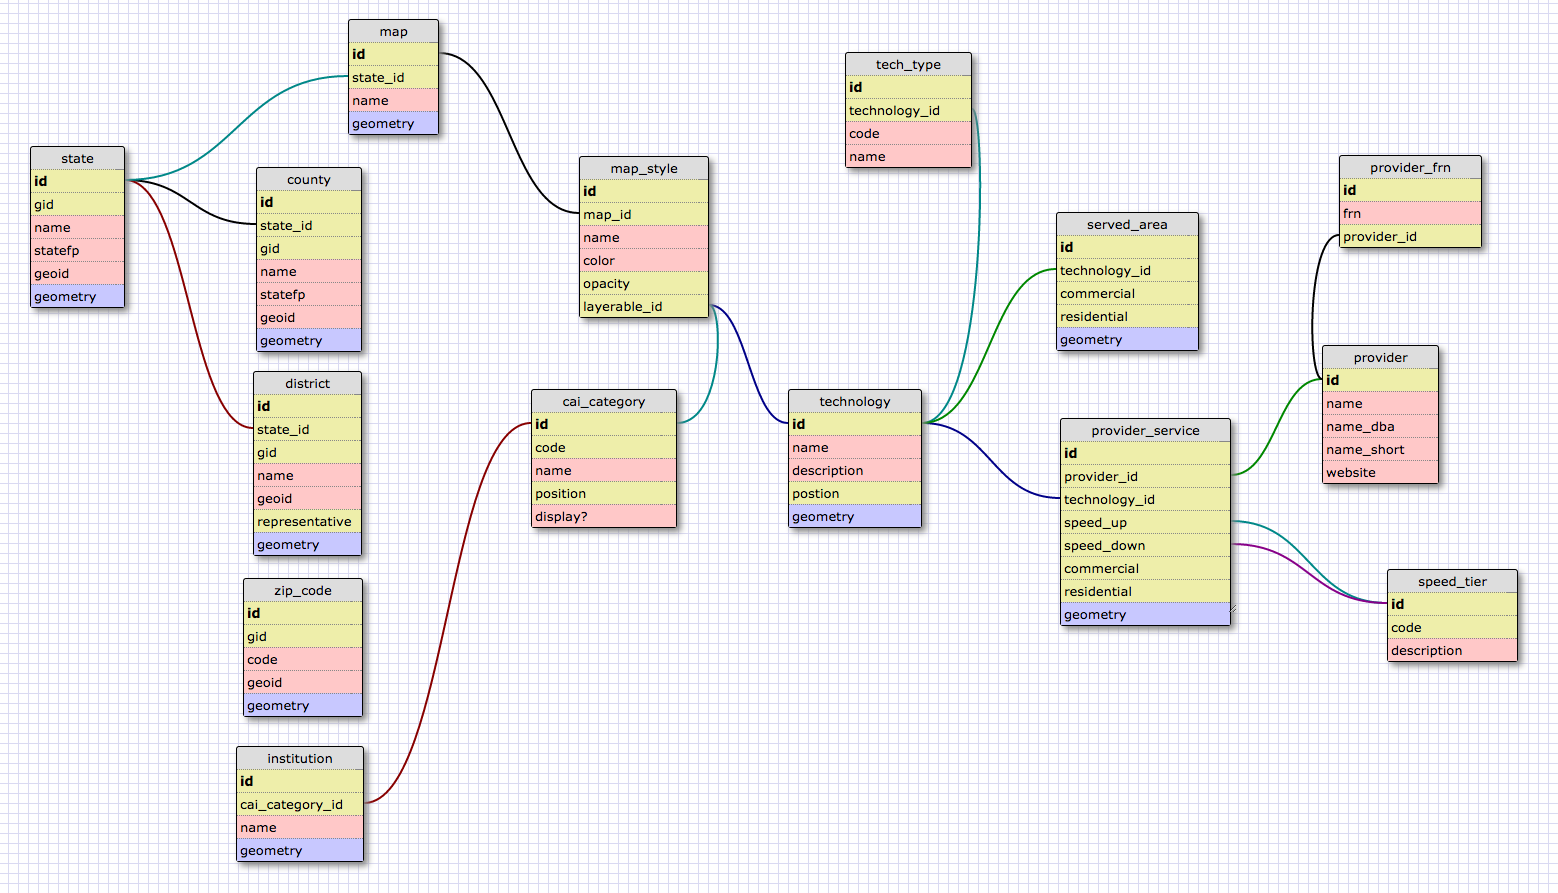 map
id
state_id
name
geometry
state
id
gid
name
statefp
geoid
geometry
county
id
state_id
gid
name
statefp
geoid
geometry
district
id
state_id
gid
name
geoid
representative
geometry
zip_code
id
gid
code
geoid
geometry
institution
id
cai_category_id
name
geometry
map_style
id
map_id
name
color
opacity
layerable_id
cai_category
id
code
name
position
display?
tech_type
id
technology_id
code
name
technology
id
name
description
postion
geometry
served_area
id
technology_id
commercial
residential
geometry
provider_service
id
provider_id
technology_id
speed_up
speed_down
commercial
residential
geometry
provider_frn
id
frn
provider_id
provider
id
name
name_dba
name_short
website
speed_tier
id
code
description